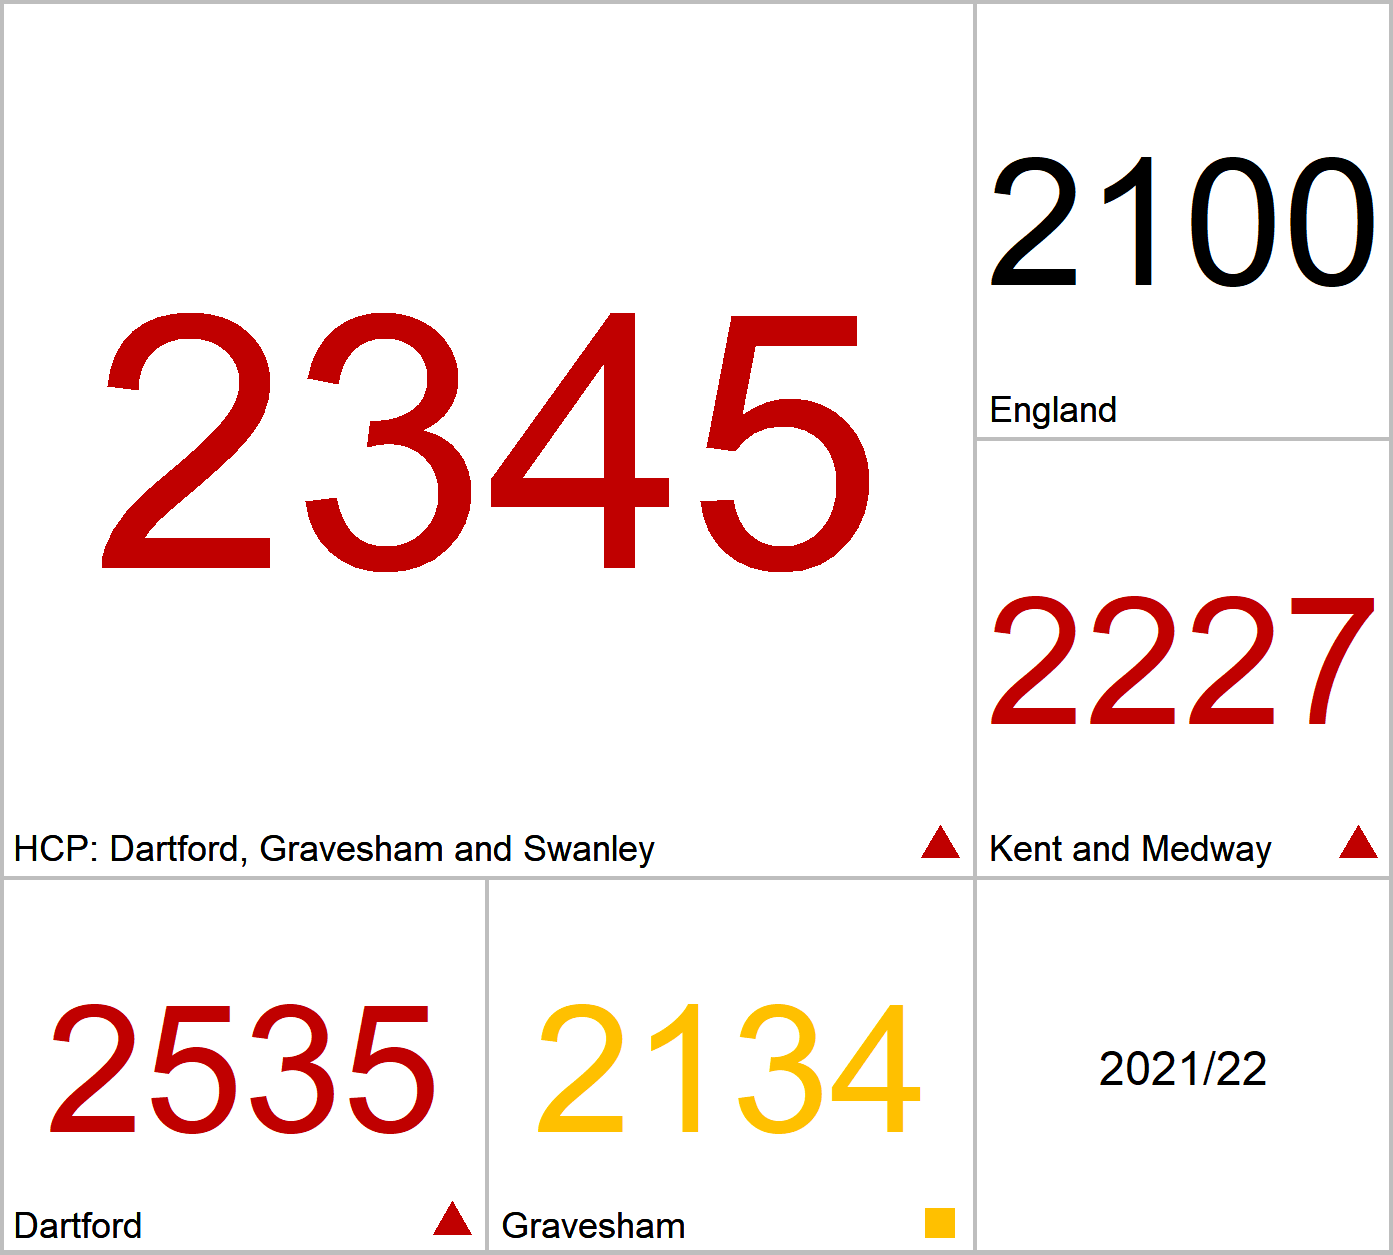 2345
HCP: Dartford, Gravesham and Swanley
2100
England
2227
Kent and Medway
2535
Dartford
2134
Gravesham
2021/22